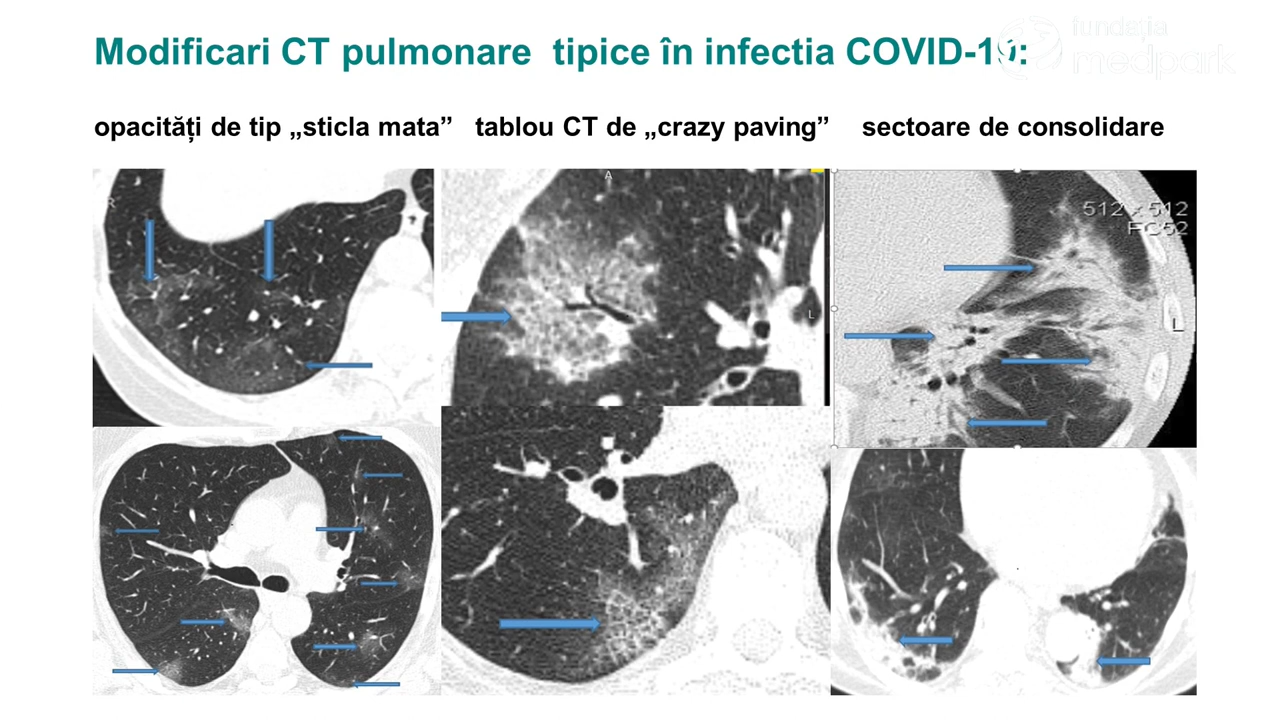 Modificari CT pulmonare  tipice în infectia COVID-19:
fundația
medpark
opacități de tip „sticla mata”   tablou CT de „crazy paving”    sectoare de consolidare
R
A
L
512 x 512
FC52
L